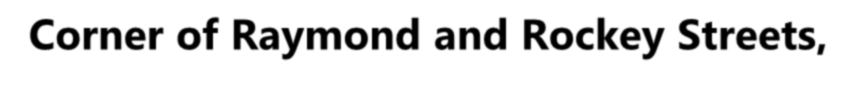 Corner of Raymond and Rockey Streets,